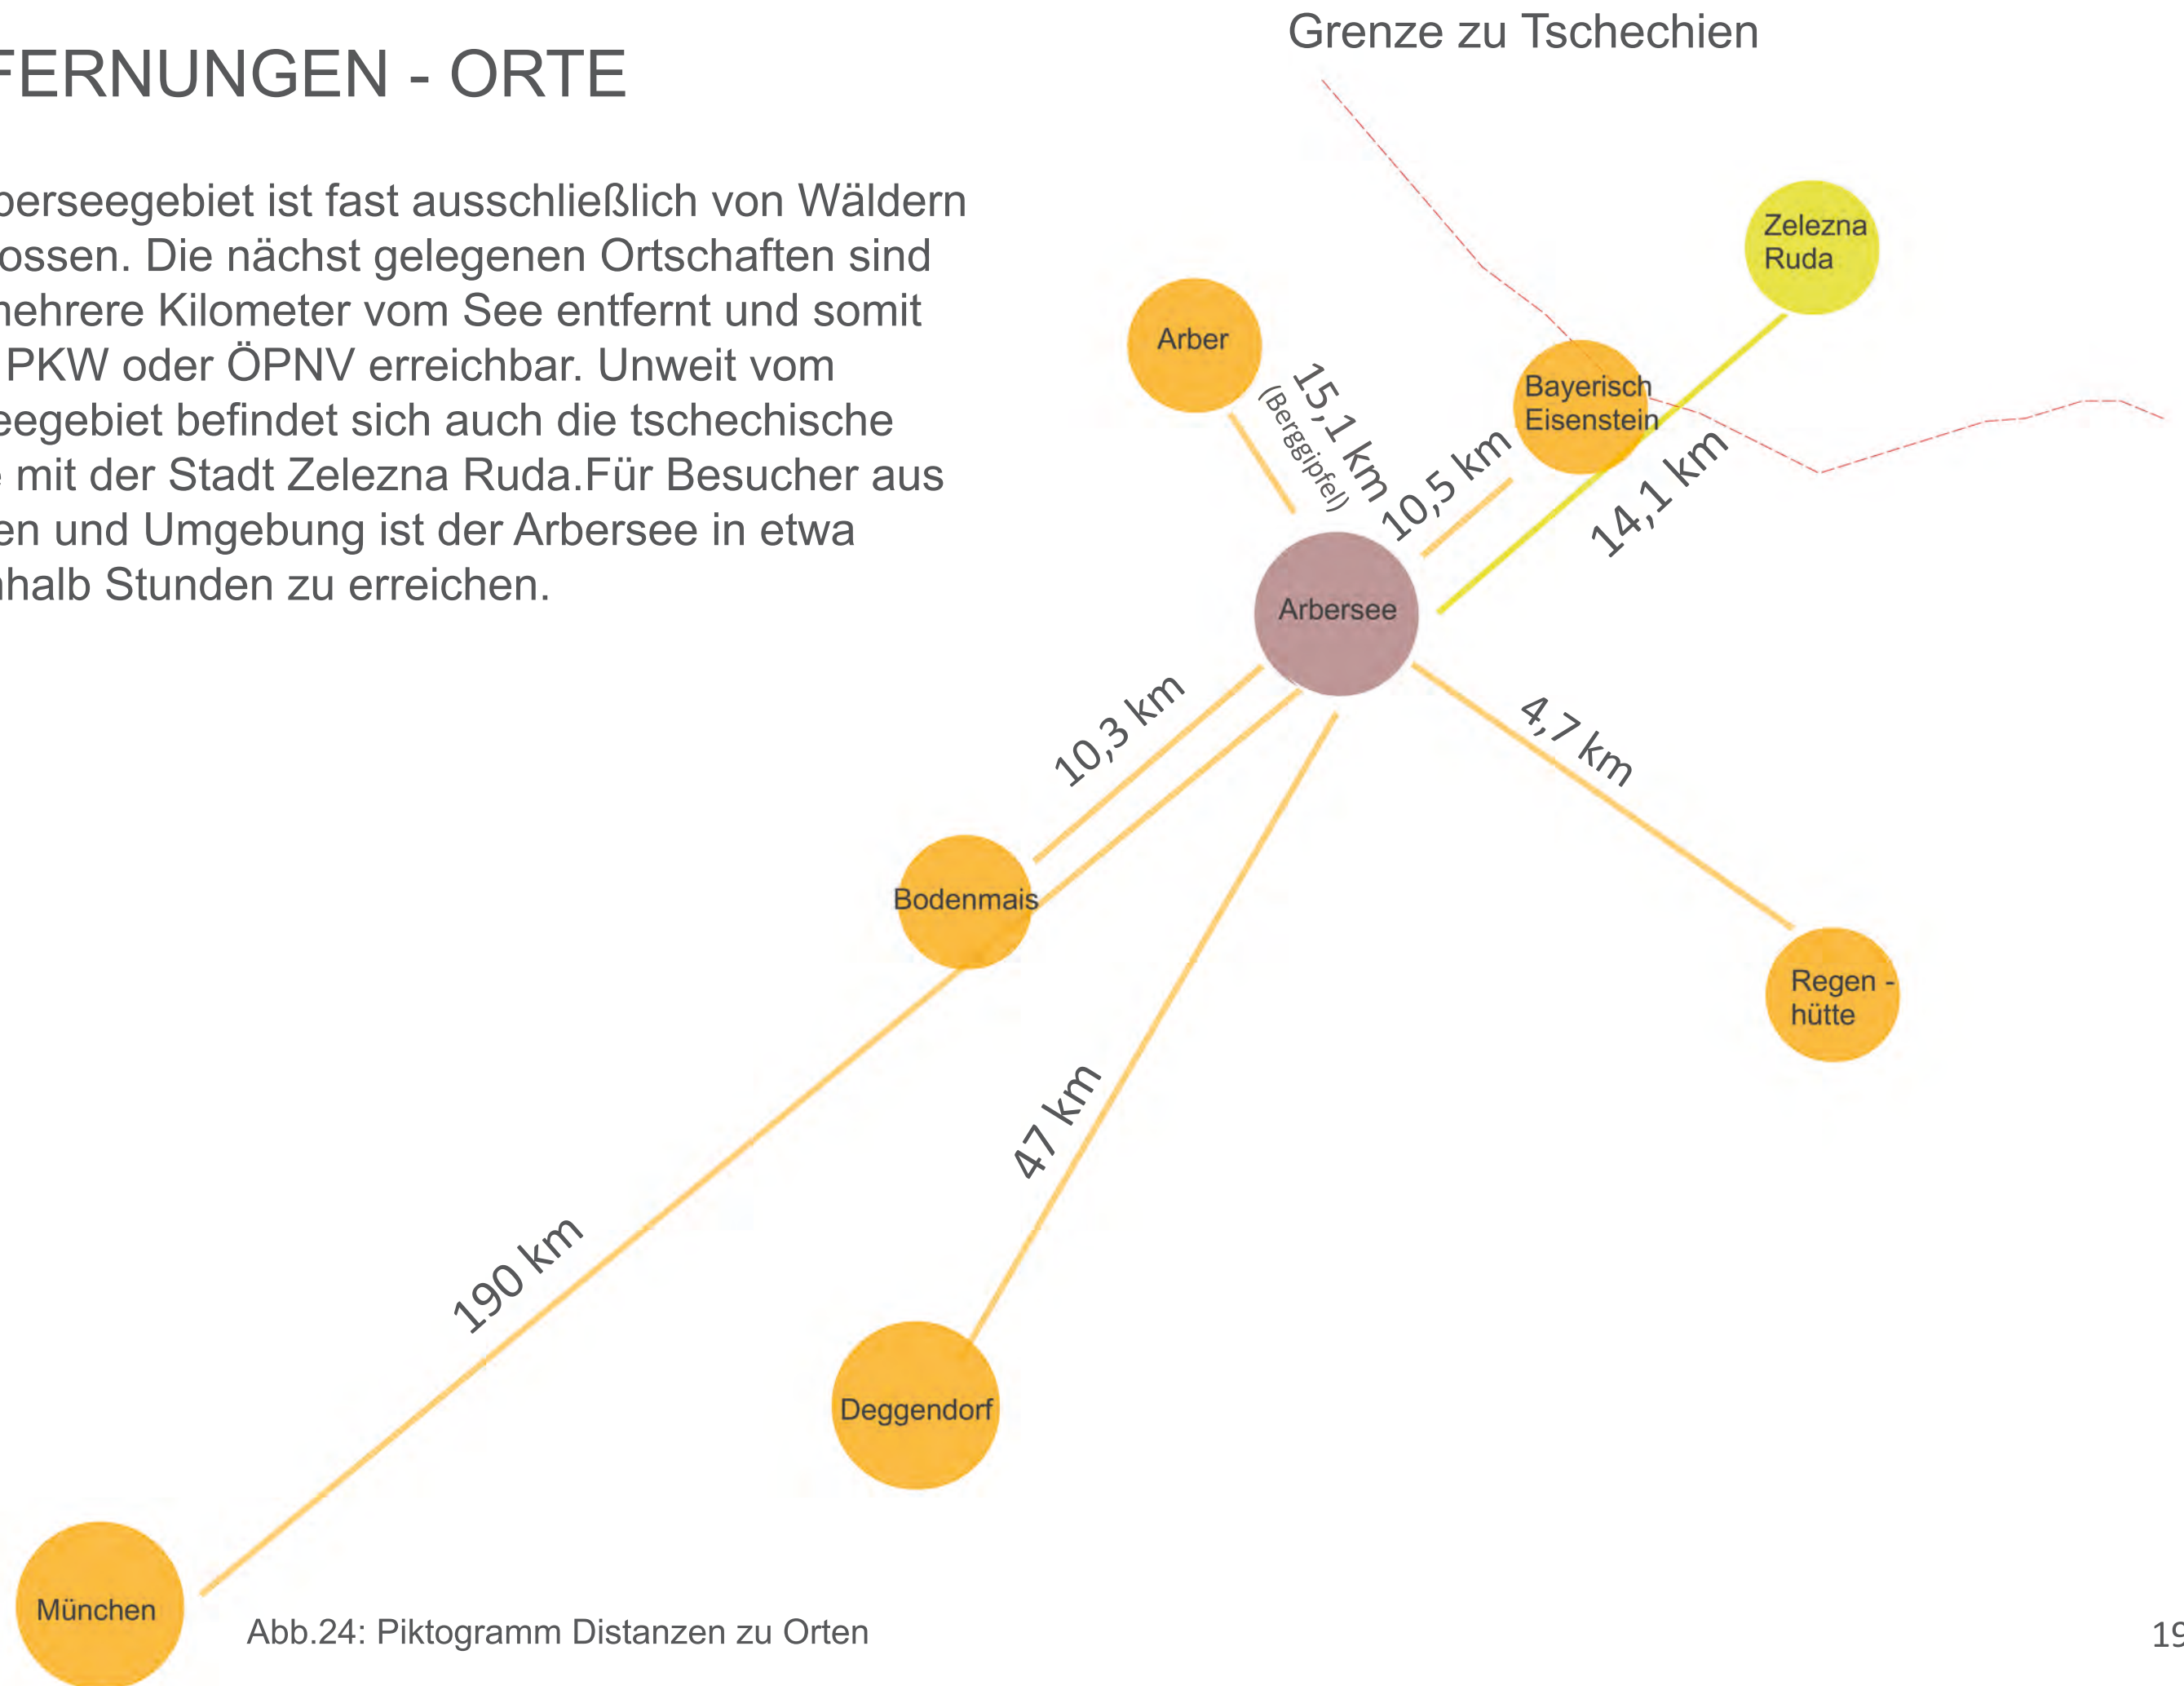 FERNUNGEN - ORTE
berseegebiet ist fast ausschließlich von Wäldern
ossen. Die nächst gelegenen Ortschaften sind
mehrere Kilometer vom See entfernt und somit
PKW oder ÖPNV erreichbar. Unweit vom
eegebiet befindet sich auch die tschechische
e mit der Stadt Zelezna Ruda.Für Besucher aus
en und Umgebung ist der Arbersee in etwa
nhalb Stunden zu erreichen.
Grenze zu Tschechien
Zelezna
Ruda
Arber
15,1 km
(Berggipfel)
Bayerisch
Eisenstein
10,5 km
14,1 km
Arbersee
10,3 km
4,7 km
Bodenmais
Regen -
hütte
47 km
190 km
Deggendorf
München
Abb.24: Piktogramm Distanzen zu Orten
19